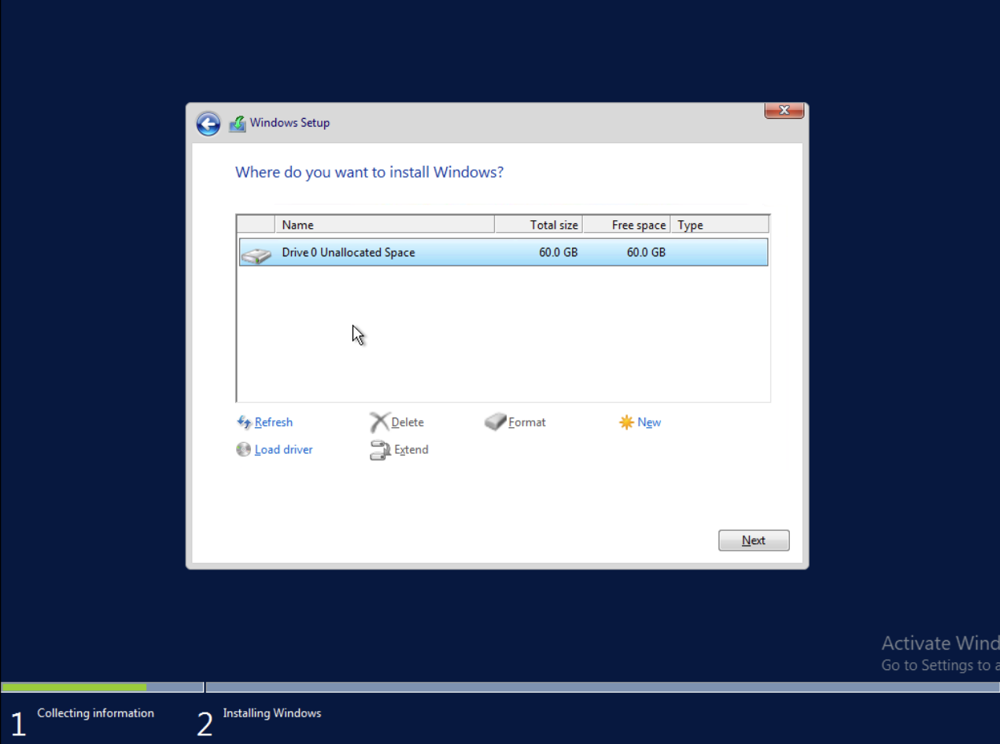 Windows Setup
Where do you want to install Windows?
Name Total size Free space Type
Drive 0 Unallocated Space 60.0 GB 60.0 GB
Refresh Delete Format New
Load driver Extend
Next
Activate Wind
Go to Settings to a
1 Collecting information 2 Installing Windows